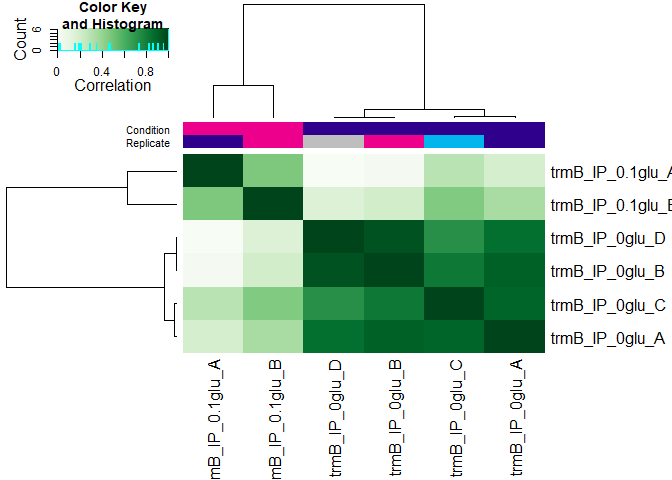 Color Key
and Histogram
Count
0
6
0
0.4
0.8
Correlation
Condition
Replicate
trmB_IP_0.1glu_A
trmB_IP_0.1glu_B
trmB_IP_0glu_D
trmB_IP_0glu_B
trmB_IP_0glu_C
trmB_IP_0glu_A
mB_IP_0.1glu_A
mB_IP_0.1glu_B
trmB_IP_0glu_D
trmB_IP_0glu_B
trmB_IP_0glu_C
trmB_IP_0glu_A